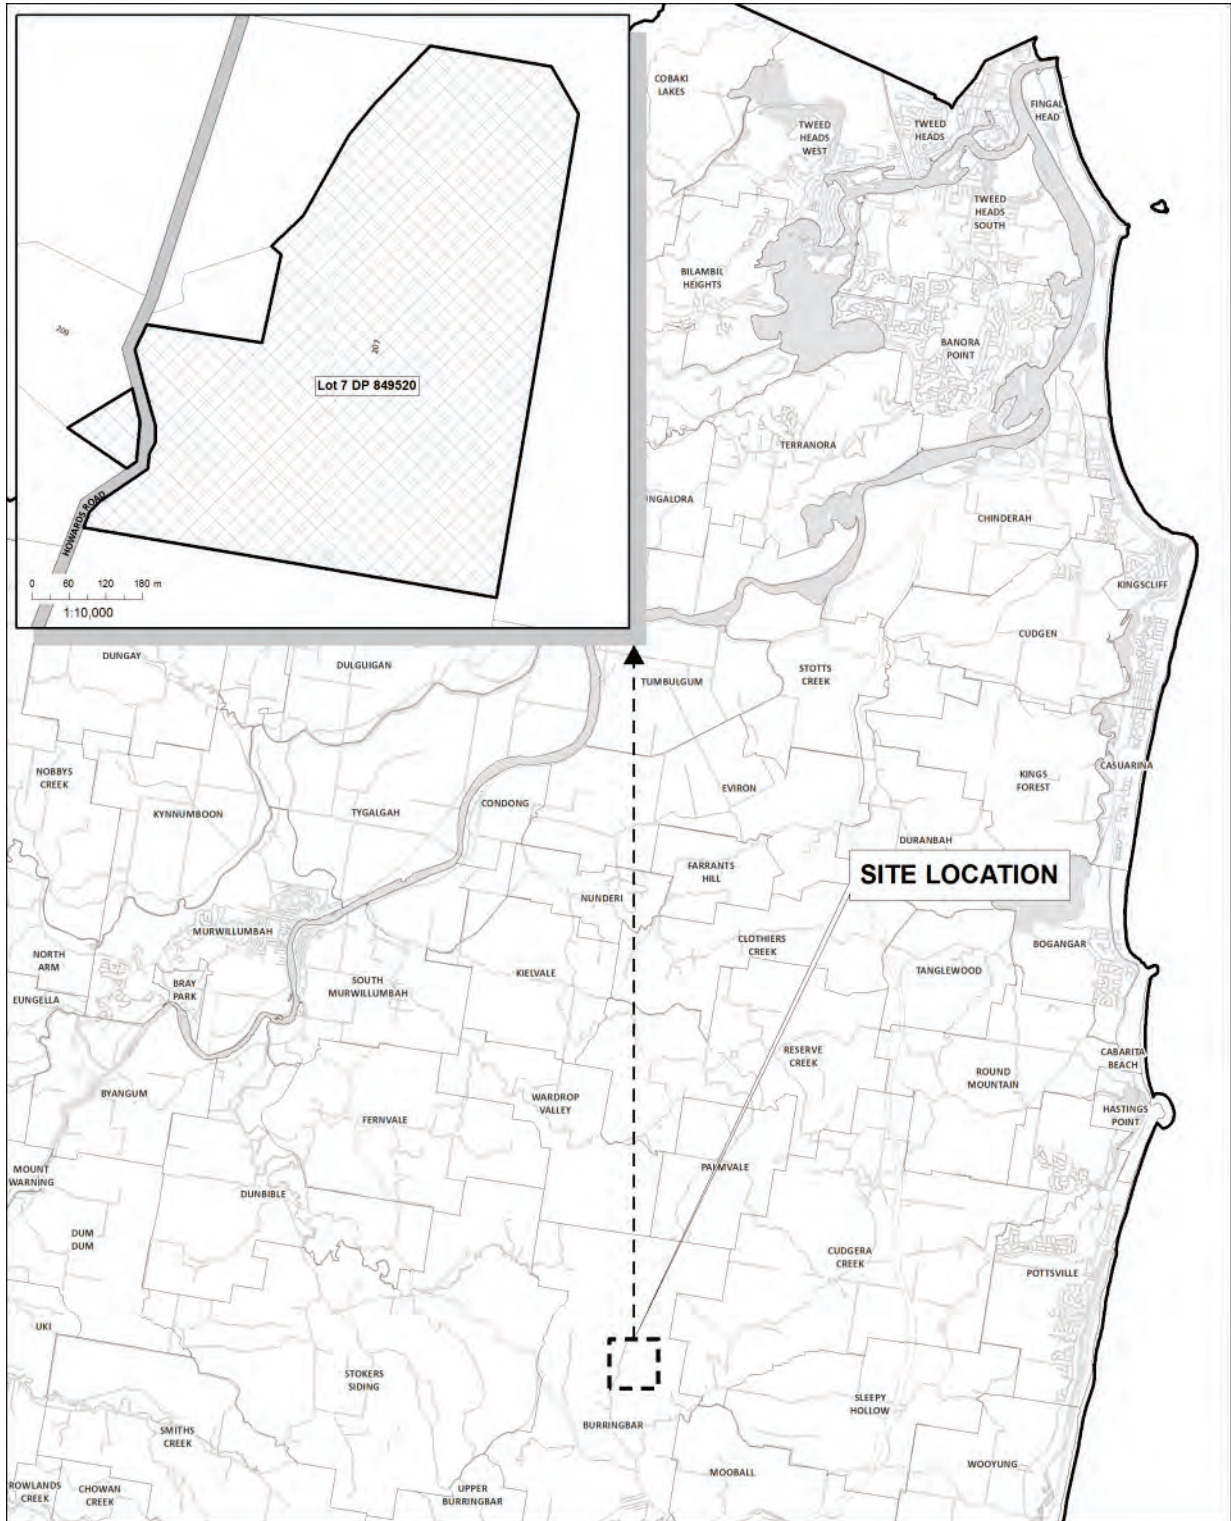 206
207
Lot 7 DP 849520
HOWARDS ROAD
0 60 120 180 m
1:10,000
COBAKI
LAKES
TWEED
HEADS
WEST
TWEED
HEADS
FINGAL
HEAD
TWEED
HEADS
SOUTH
BILAMBIL
HEIGHTS
BANORA
POINT
TERRANORA
NGALORA
CHINDERAH
KINGSCLIFF
CUDGEN
DUNGAY
DULGUIGAN
TUMBULGUM
STOTTS
CREEK
NOBBYS
CREEK
KYNNUMBOON
TYGALGAH
CONDONG
EVIRON
KINGS
FOREST
CASUARINA
DURANBAH
FARRANTS
HILL
SITE LOCATION
NUNDERI
MURWILLUMBAH
NORTH
ARM
BRAY
PARK
EUNGELLA
SOUTH
MURWILLUMBAH
KIELVALE
CLOTHIERS
CREEK
TANGLEWOOD
BOGANGAR
BYANGUM
FERNVALE
WARDROP
VALLEY
RESERVE
CREEK
ROUND
MOUNTAIN
CABARITA
BEACH
HASTINGS
POINT
MOUNT
WARNING
DUNBIBLE
PALMVALE
DUM
DUM
CUDGERA
CREEK
POTTSVILLE
UKI
STOKERS
SIDING
SLEEPY
HOLLOW
SMITHS
CREEK
BURRINGBAR
MOOBALL
WOOYUNG
ROWLANDS
CREEK
CHOWAN
CREEK
UPPER
BURRINGBAR